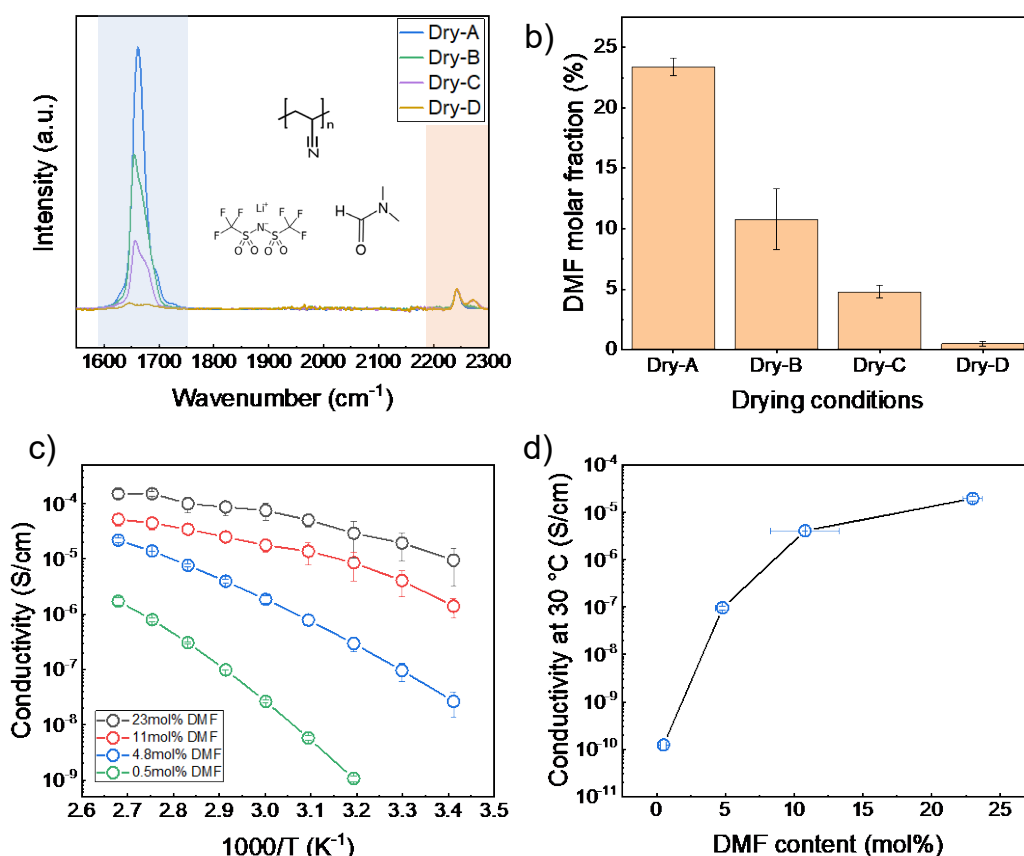 Dry-A
Dry-B
Dry-C
Dry-D
n
N
Li⁺
F F F F
F S N⁻ S F
O O O O
H N
O
Intensity (a.u.)
1600 1700 1800 1900 2000 2100 2200 2300
Wavenumber (cm⁻¹)
b)
25
20
15
10
5
0
DMF molar fraction (%)
Dry-A Dry-B Dry-C Dry-D
Drying conditions
c)
10⁻⁴
10⁻⁵
10⁻⁶
10⁻⁷
10⁻⁸
10⁻⁹
Conductivity (S/cm)
23mol% DMF
11mol% DMF
4.8mol% DMF
0.5mol% DMF
2.6 2.7 2.8 2.9 3.0 3.1 3.2 3.3 3.4 3.5
1000/T (K⁻¹)
d)
10⁻⁴
10⁻⁵
10⁻⁶
10⁻⁷
10⁻⁸
10⁻⁹
10⁻¹⁰
10⁻¹¹
Conductivity at 30 °C (S/cm)
0 5 10 15 20 25
DMF content (mol%)